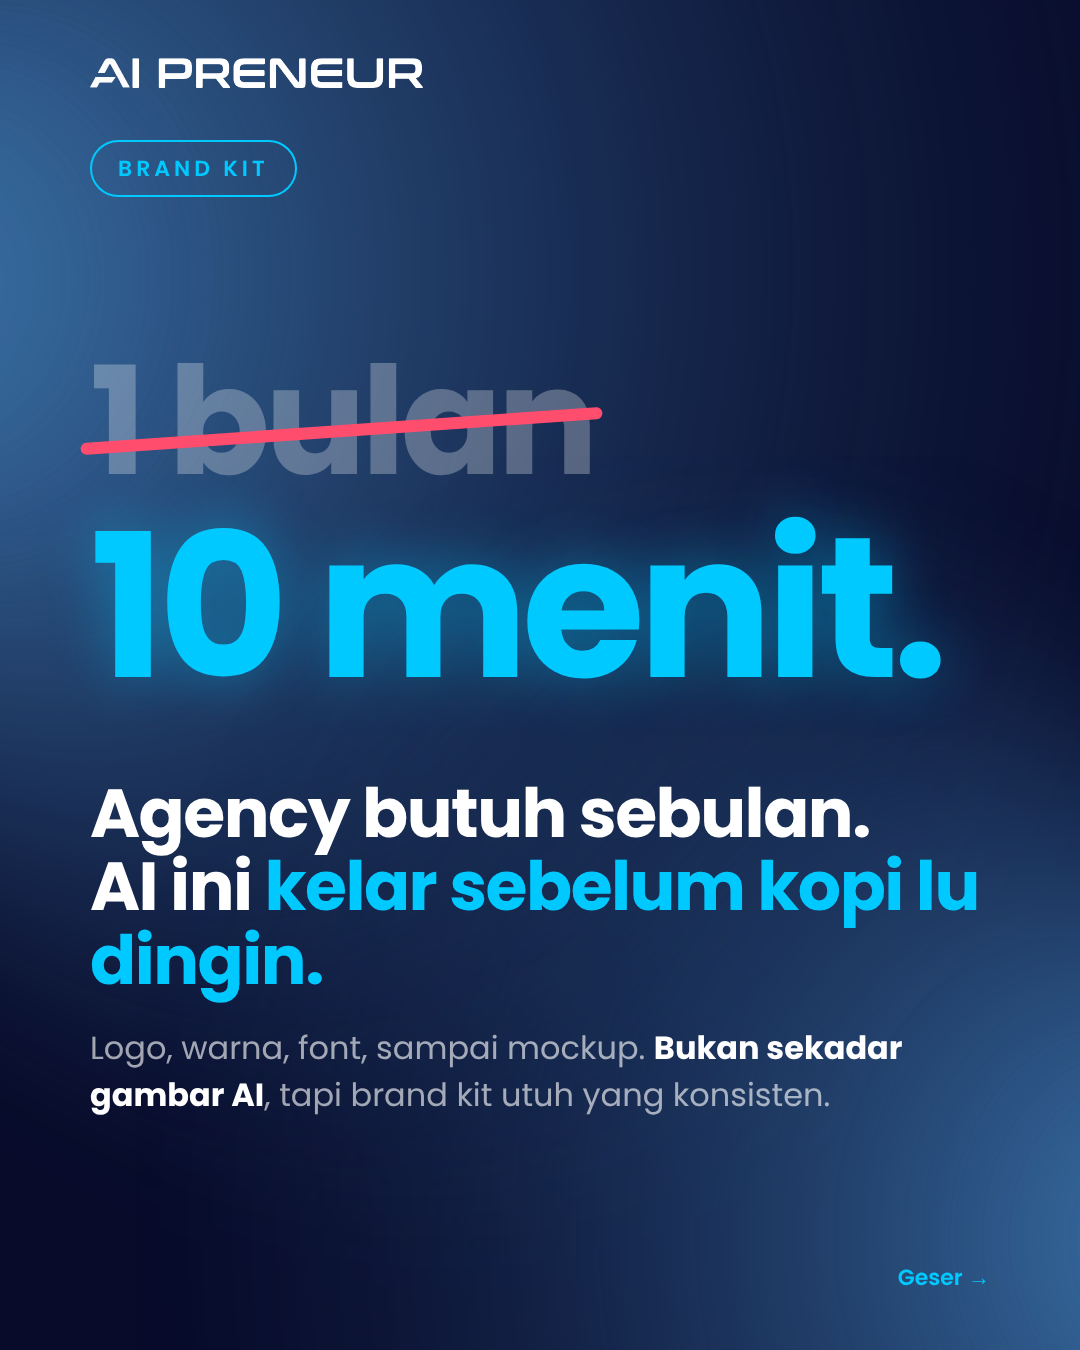 AI PRENEUR
BRAND KIT
1 bulan
10 menit.
Agency butuh sebulan.
AI ini kelar sebelum kopi lu
dingin.
Logo, warna, font, sampai mockup. Bukan sekadar
gambar AI, tapi brand kit utuh yang konsisten.
Geser →